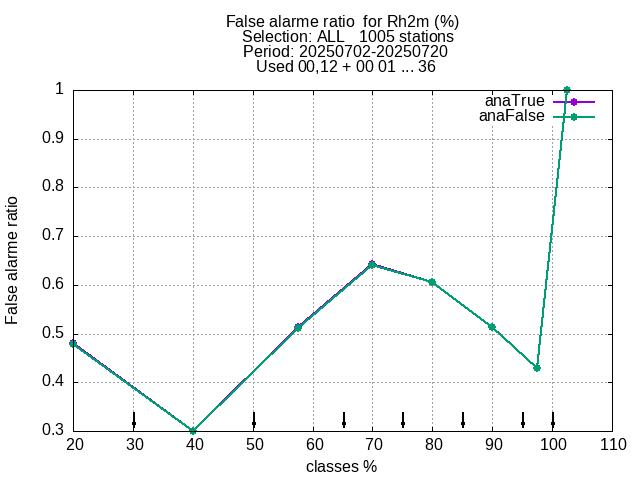 False alarme ratio  for Rh2m (%)
Selection: ALL   1005 stations
Period: 20250702-20250720
Used 00,12 + 00 01 ... 36
anaTrue
anaFalse
1
0.9
0.8
0.7
0.6
0.5
0.4
0.3
False alarme ratio
20 30 40 50 60 70 80 90 100 110
classes %